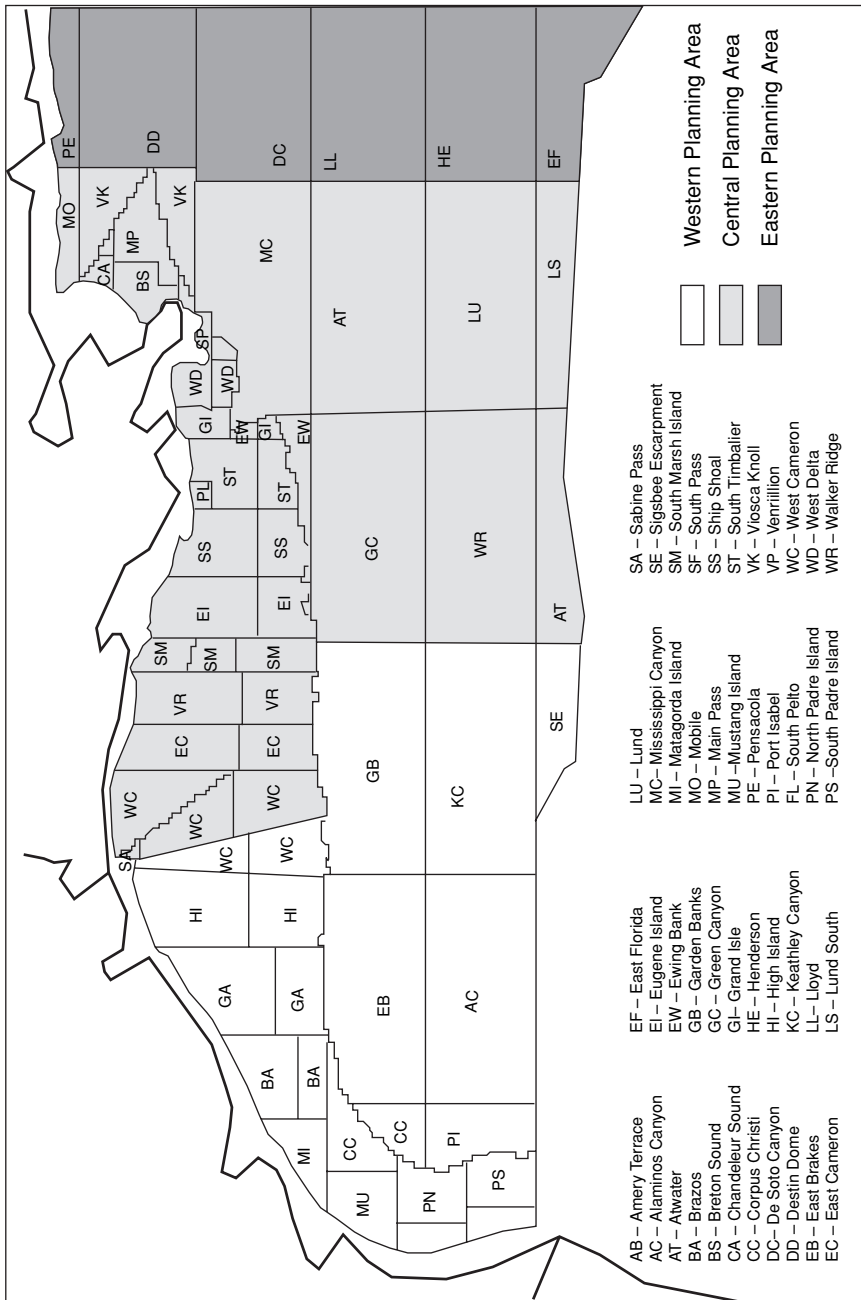 PE
MO
VK
DD
CA
MP
BS
VK
WC
SA
SM
EI
GI
WD
SP
PL
SS
ST
EW
WD
VR
SM
EC
WC
HI
WC
GA
BA
MI
MC
DC
GI
EW
ST
SS
EI
SM
VR
EC
WC
WC
HI
GA
BA
CC
MU
LL
AT
GC
GB
EB
CC
PN
HE
LU
WR
KC
AC
PI
PS
EF
LS
AT
SE
AB – Amery Terrace
AC – Alaminos Canyon
AT – Atwater
BA – Brazos
BS – Breton Sound
CA – Chandeleur Sound
CC – Corpus Christi
DC– De Soto Canyon
DD – Destin Dome
EB – East Brakes
EC – East Cameron
EF – East Florida
EI – Eugene Island
EW – Ewing Bank
GB – Garden Banks
GC – Green Canyon
GI– Grand Isle
HE – Henderson
HI – High Island
KC – Keathley Canyon
LL– Lloyd
LS – Lund South
LU – Lund
MC– Mississippi Canyon
MI – Matagorda Island
MO – Mobile
MP – Main Pass
MU –Mustang Island
PE – Pensacola
PI – Port Isabel
FL – South Pelto
PN – North Padre Island
PS –South Padre Island
SA – Sabine Pass
SE – Sigsbee Escarpment
SM – South Marsh Island
SF – South Pass
SS – Ship Shoal
ST – South Timbalier
VK – Viosca Knoll
VP – Venriillion
WC – West Cameron
WD – West Delta
WR – Walker Ridge
Western Planning Area
Central Planning Area
Eastern Planning Area